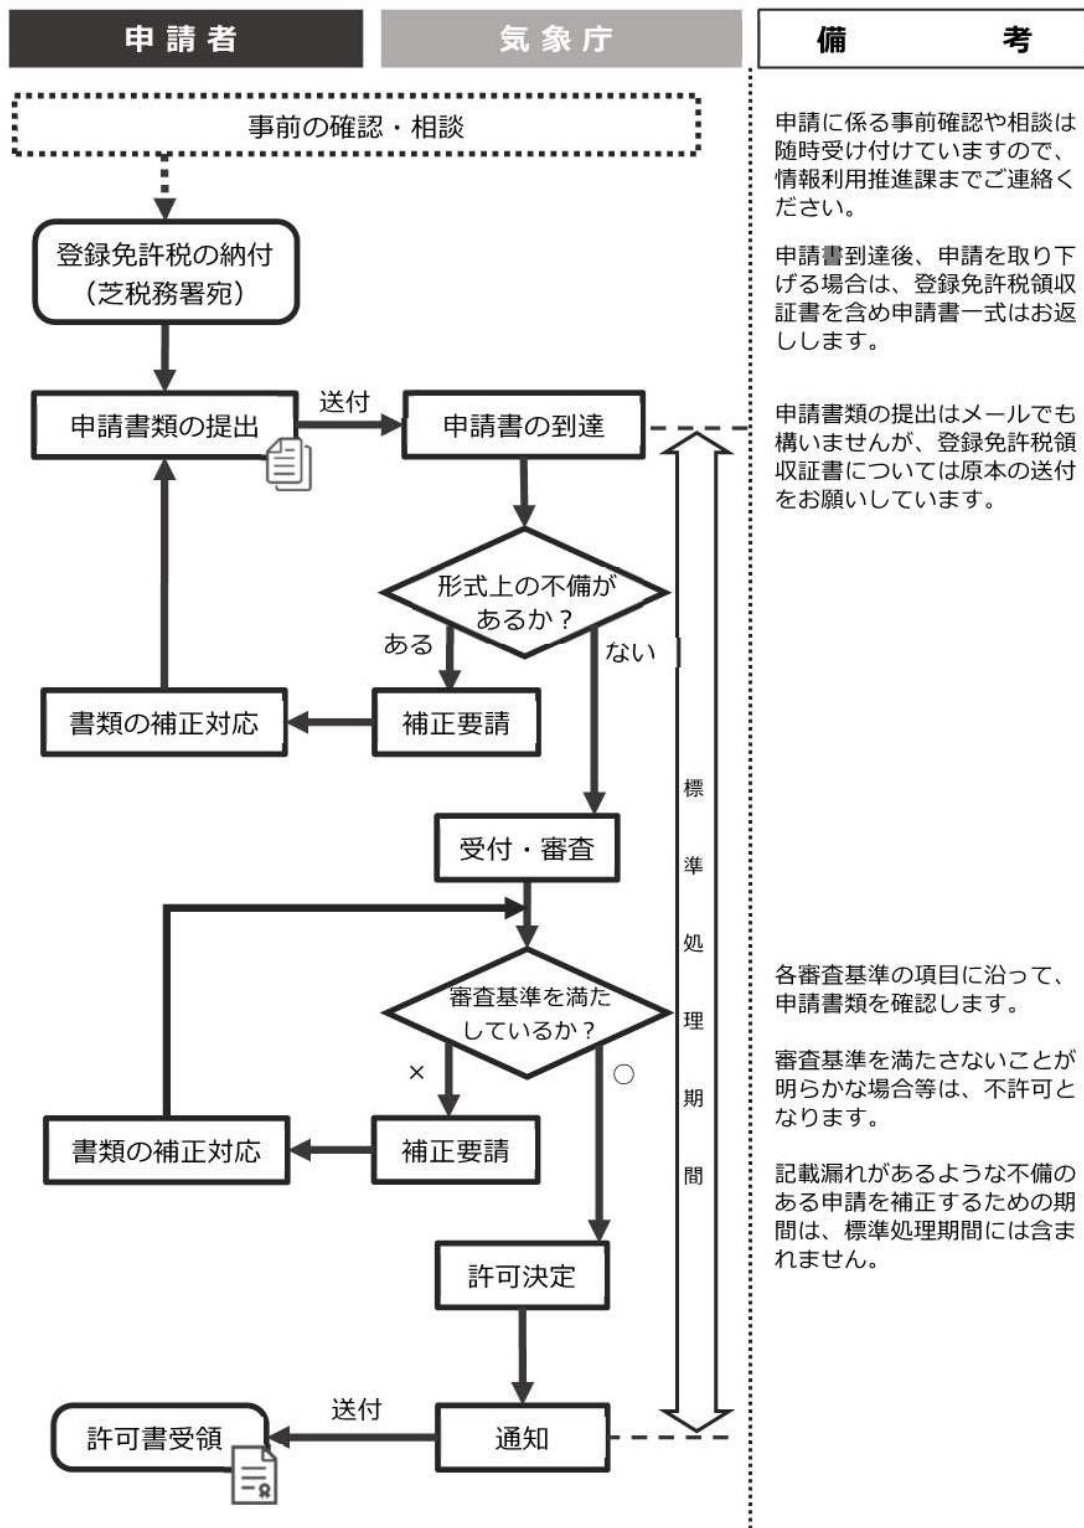 申請者
気象庁
備考
事前の確認・相談
申請に係る事前確認や相談は
随時受け付けていますので、
情報利用推進課までご連絡く
ださい。
登録免許税の納付
（芝税務署宛）
申請書到達後、申請を取り下
げる場合は、登録免許税領収
証書を含め申請書一式はお返
しします。
申請書類の提出
送付
申請書の到達
申請書類の提出はメールでも
構いませんが、登録免許税領
収証書については原本の送付
をお願いしています。
形式上の不備が
あるか？
ある
ない
書類の補正対応
補正要請
標準処理期間
受付・審査
審査基準を満た
しているか？
各審査基準の項目に沿って、
申請書類を確認します。
×
○
審査基準を満たさないことが
明らかな場合等は、不許可と
なります。
書類の補正対応
補正要請
記載漏れがあるような不備の
ある申請を補正するための期
間は、標準処理期間には含ま
れません。
許可決定
許可書受領
送付
通知